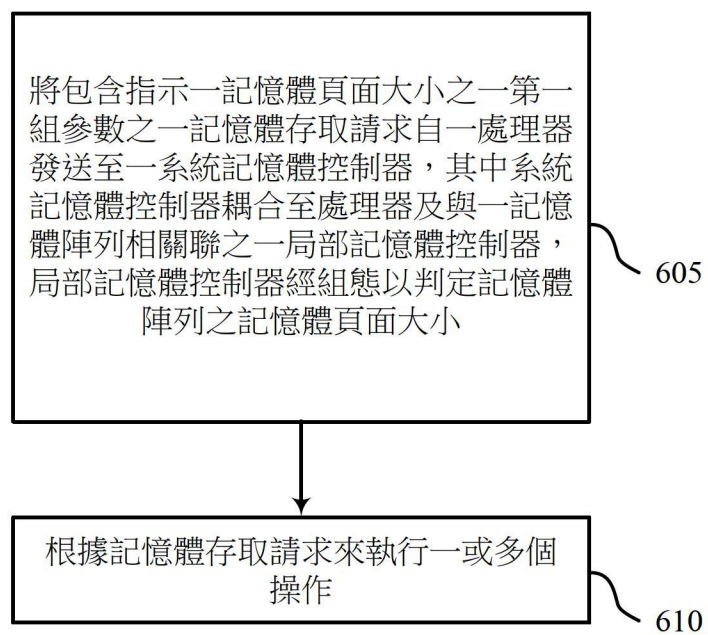 將包含指示一記憶體頁面大小之一第一
組參數之一記憶體存取請求自一處理器
發送至一系統記憶體控制器，其中系統
記憶體控制器耦合至處理器及與一記憶
體陣列相關聯之一局部記憶體控制器，
局部記憶體控制器經組態以判定記憶體
陣列之記憶體頁面大小
605
根據記憶體存取請求來執行一或多個
操作
610